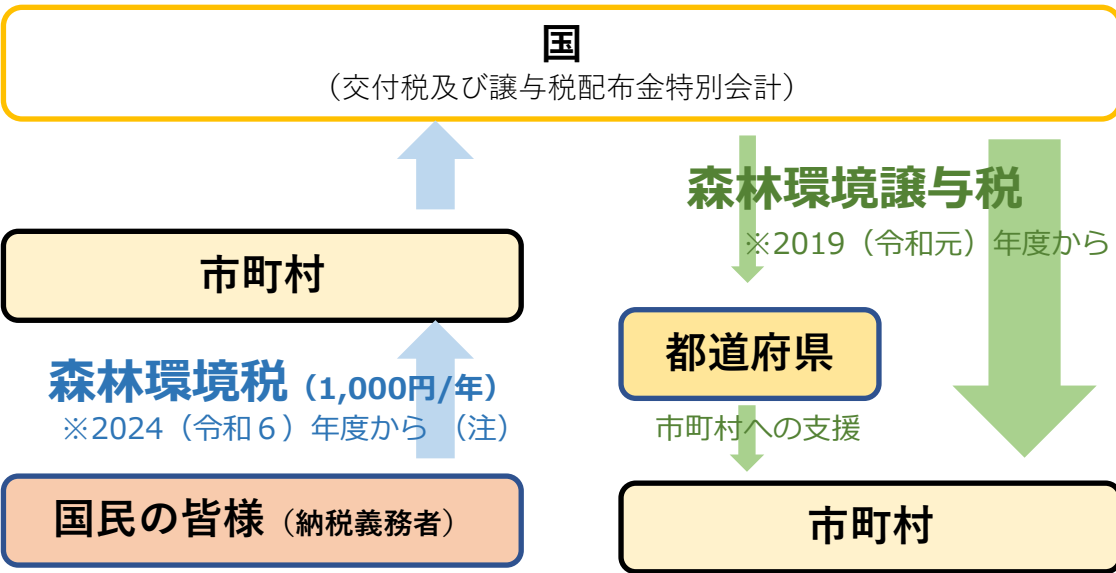 国
（交付税及び譲与税配布金特別会計）
市町村
森林環境税（1,000円/年）
※2024（令和６）年度から （注）
国民の皆様（納税義務者）
森林環境譲与税
※2019（令和元）年度から
都道府県
市町村への支援
市町村